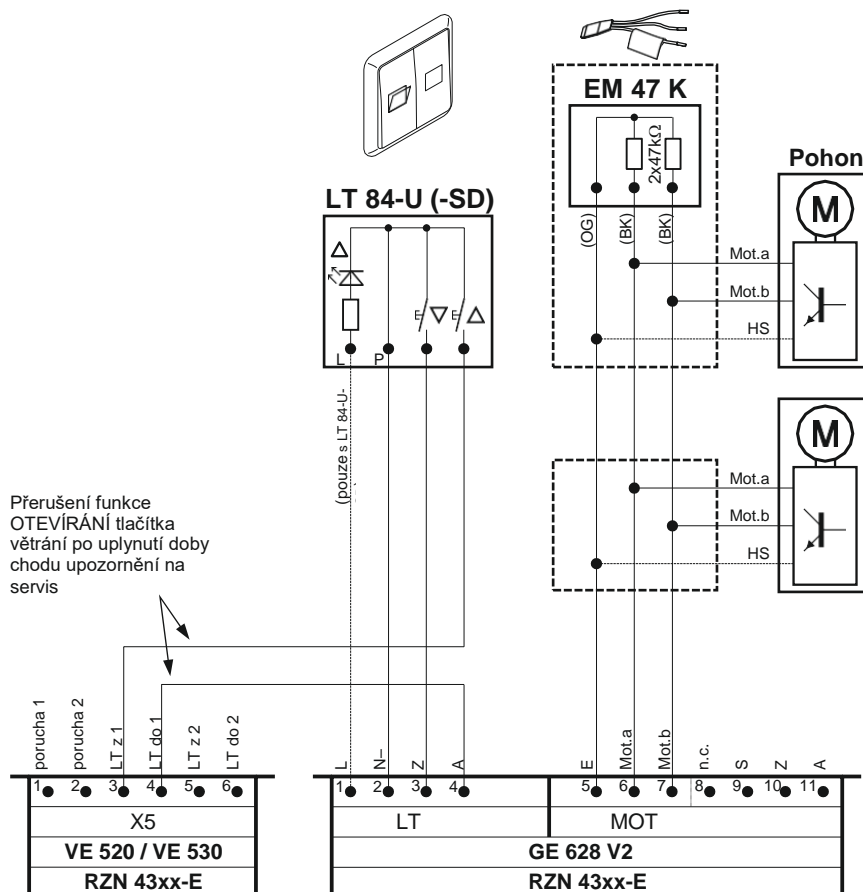 EM 47 K
2x47kΩ
(OG)
(BK)
(BK)
Pohon
M
Mot.a
Mot.b
HS
LT 84-U (-SD)
L
P
(pouze s LT 84-U-
M
Mot.a
Mot.b
HS
Přerušení funkce
OTEVÍRÁNÍ tlačítka
větrání po uplynutí doby
chodu upozornění na
servis
porucha 1
porucha 2
LT z 1
LT do 1
LT z 2
LT do 2
1 2 3 4 5 6
X5
VE 520 / VE 530
RZN 43xx-E
L
N–
Z
A
E
Mot.a
Mot.b
n.c.
S
Z
A
1 2 3 4 5 6 7 8 9 10 11
LT
MOT
GE 628 V2
RZN 43xx-E